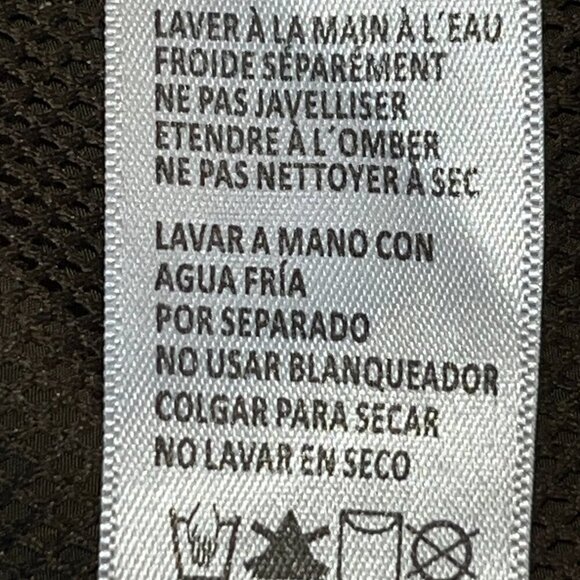 LAVER À LA MAIN À L'EAU
FROIDE SÉPARÉMENT
NE PAS JAVELLISER
ETENDRE À L'OMBER
NE PAS NETTOYER À SEC
LAVAR A MANO CON
AGUA FRÍA
POR SEPARADO
NO USAR BLANQUEADOR
COLGAR PARA SECAR
NO LAVAR EN SECO